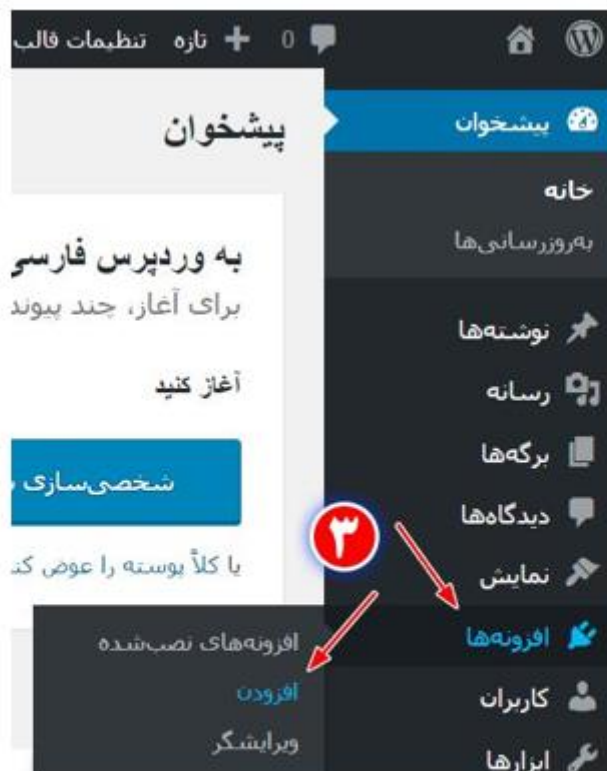 0 تازه تنظیمات قالب
پیشخوان
خانه
به‌روزرسانی‌ها
نوشته‌ها
رسانه
برگه‌ها
دیدگاه‌ها
نمایش
افزونه‌ها
کاربران
ابزارها
افزونه‌های نصب‌شده
افزودن
ویرایشگر
۳
پیشخوان
به وردپرس فارسی
برای آغاز، چند پیوند
آغاز کنید
شخصی‌سازی
یا کلاً پوسته را عوض